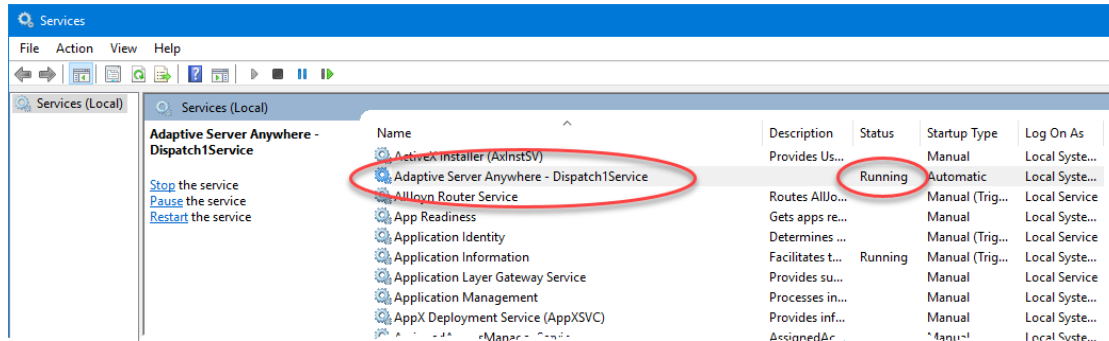 Services
File Action View Help
Services (Local)
Services (Local)
Adaptive Server Anywhere -
Dispatch1Service
Stop the service
Pause the service
Restart the service
Name Description Status Startup Type Log On As
ActiveX Installer (AxInstSV) Provides Us... Manual Local Syste...
Adaptive Server Anywhere - Dispatch1Service Running Automatic Local Syste...
AllJoyn Router Service Routes AllJo... Manual (Trig... Local Service
App Readiness Gets apps re... Manual Local Syste...
Application Identity Determines ... Manual (Trig... Local Service
Application Information Facilitates t... Running Manual (Trig... Local Syste...
Application Layer Gateway Service Provides su... Manual Local Service
Application Management Processes in... Manual Local Syste...
AppX Deployment Service (AppXSVC) Provides inf... Manual Local Syste...
AssignedAc... Manual Local Syste...